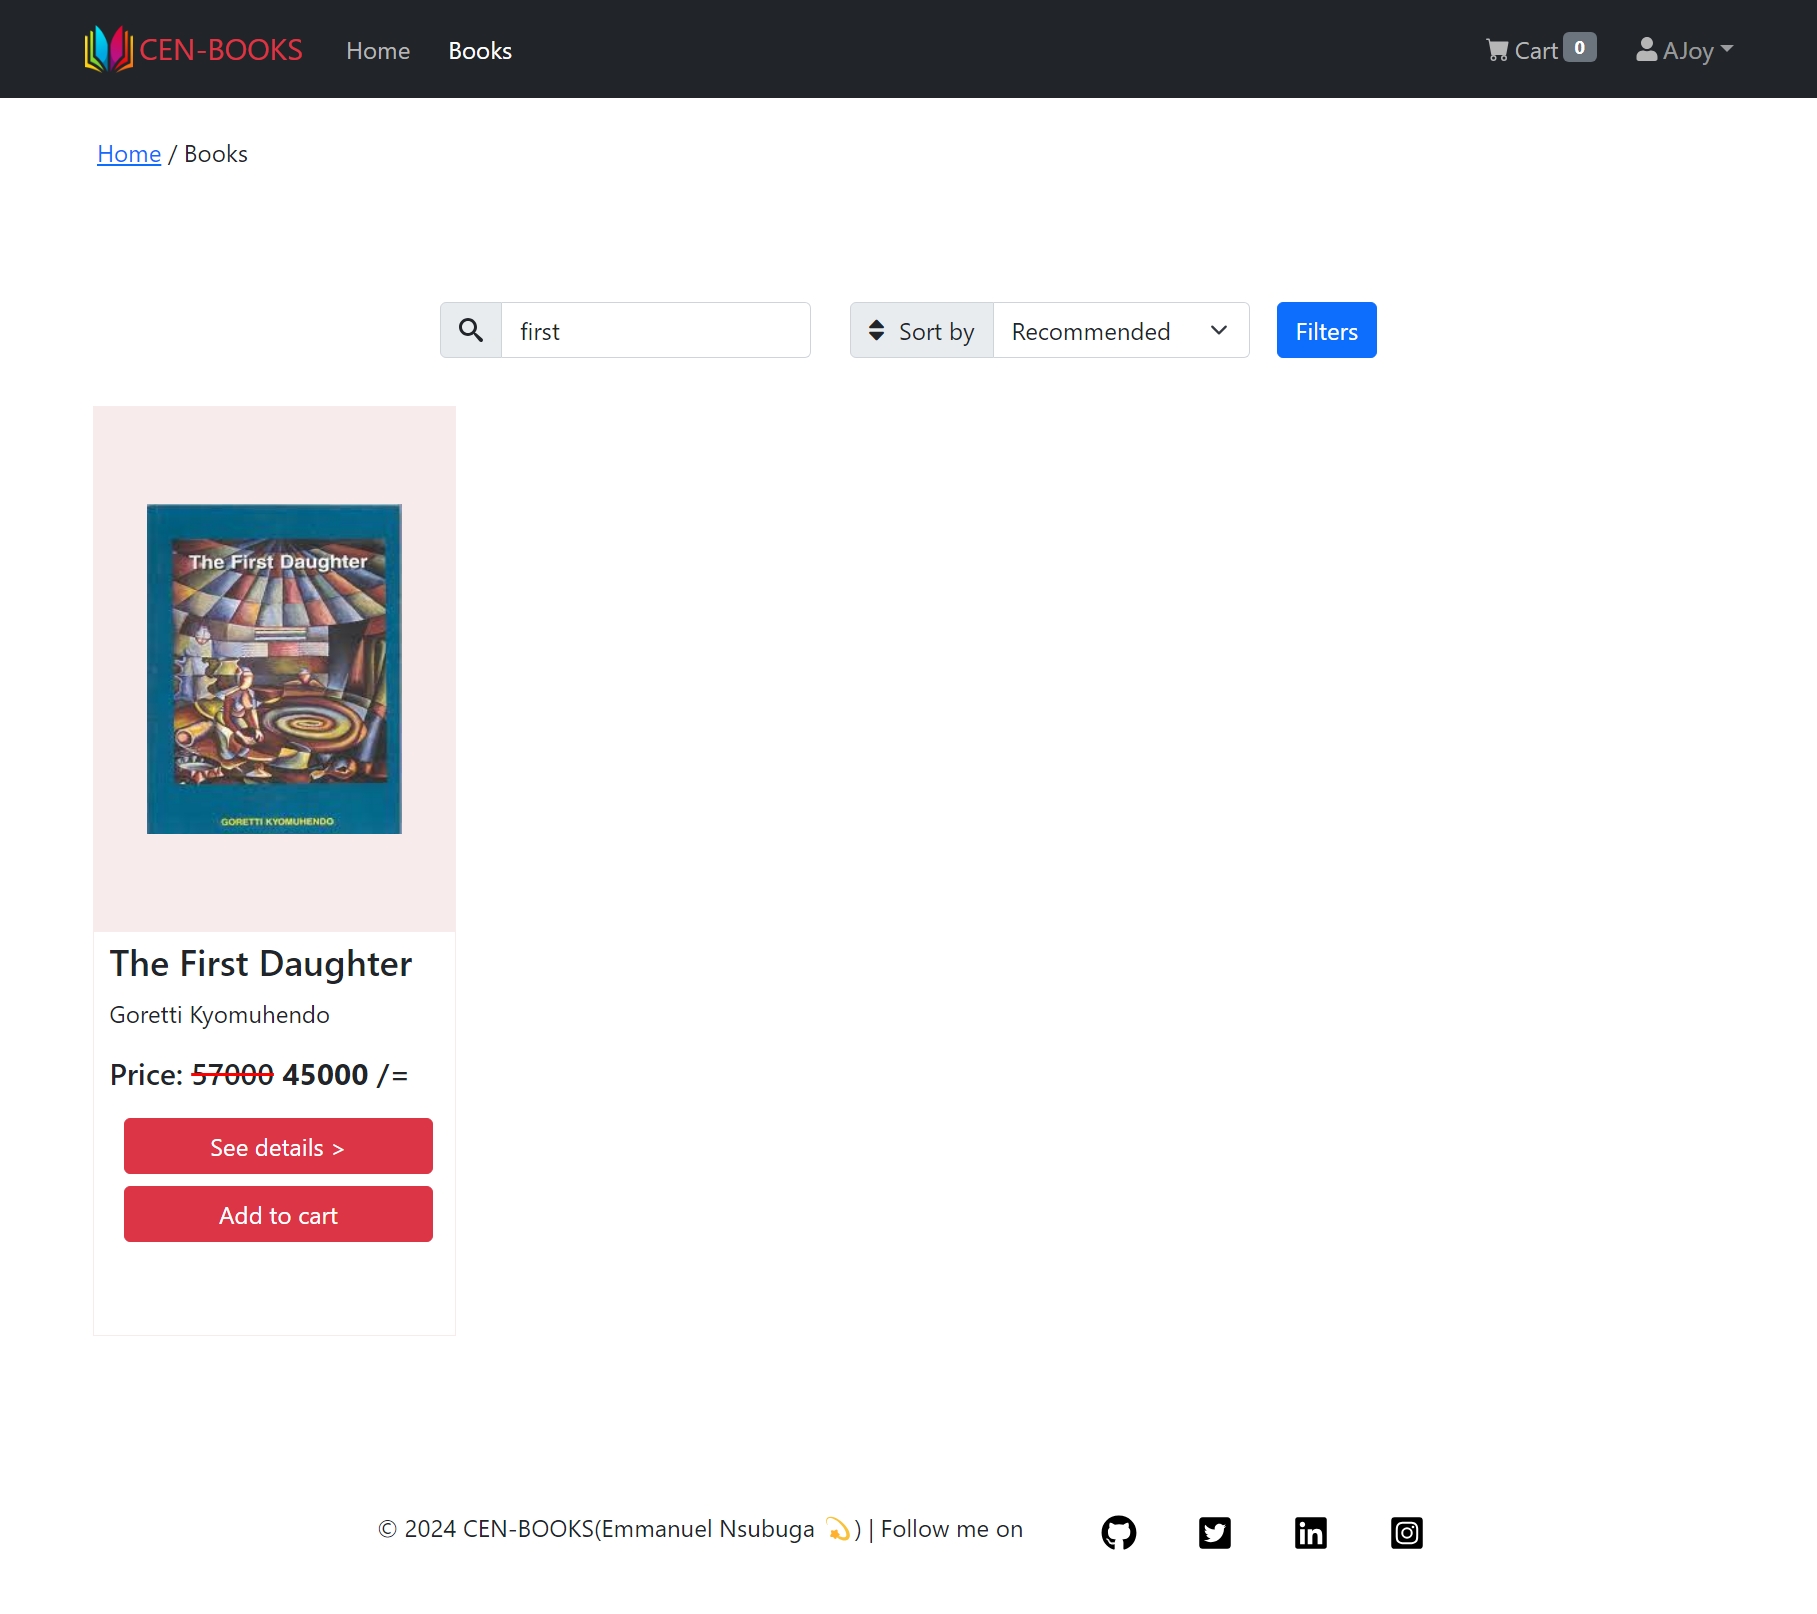 CEN-BOOKS Home Books Cart 0 AJoy
Home / Books
first Sort by Recommended Filters
The First Daughter
GORETTI KYOMUHENDO
The First Daughter
Goretti Kyomuhendo
Price: 57000 45000 /=
See details >
Add to cart
© 2024 CEN-BOOKS(Emmanuel Nsubuga 💫) | Follow me on